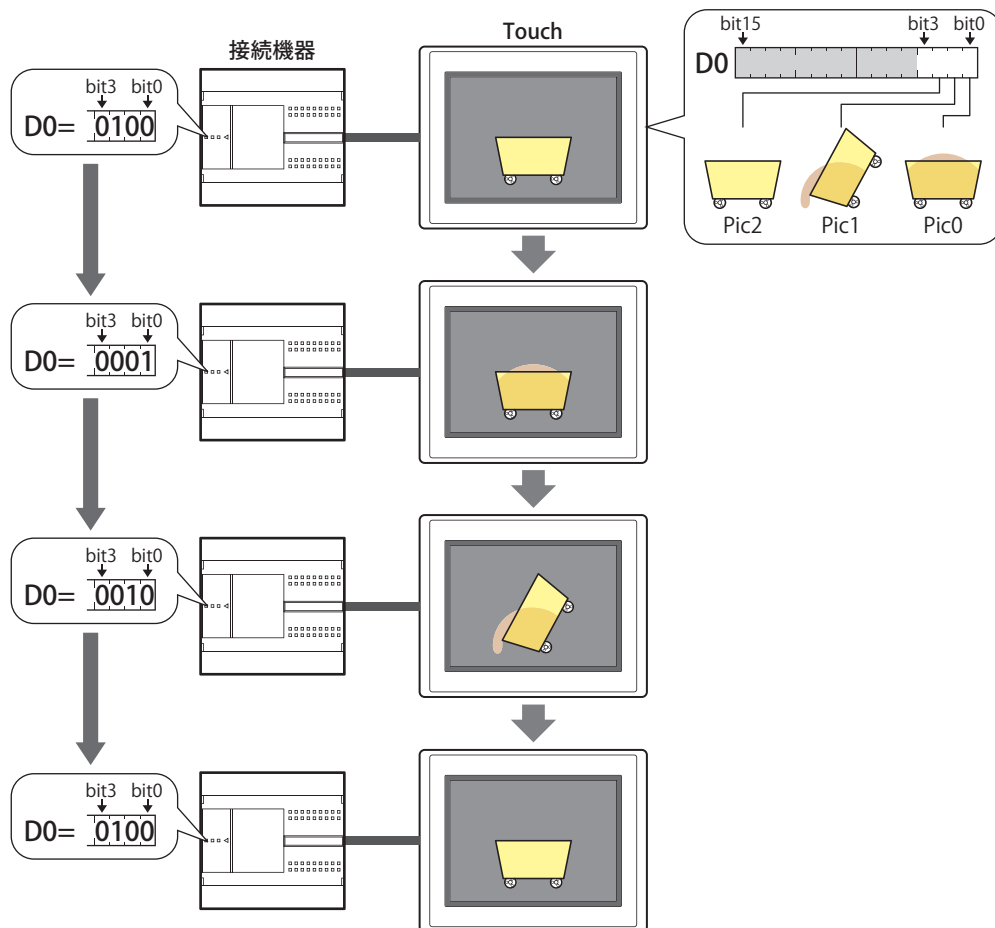 接続機器
Touch
bit15
bit3
bit0
D0
Pic2
Pic1
Pic0
bit3
bit0
D0=
0100
bit3
bit0
D0=
0001
bit3
bit0
D0=
0010
bit3
bit0
D0=
0100